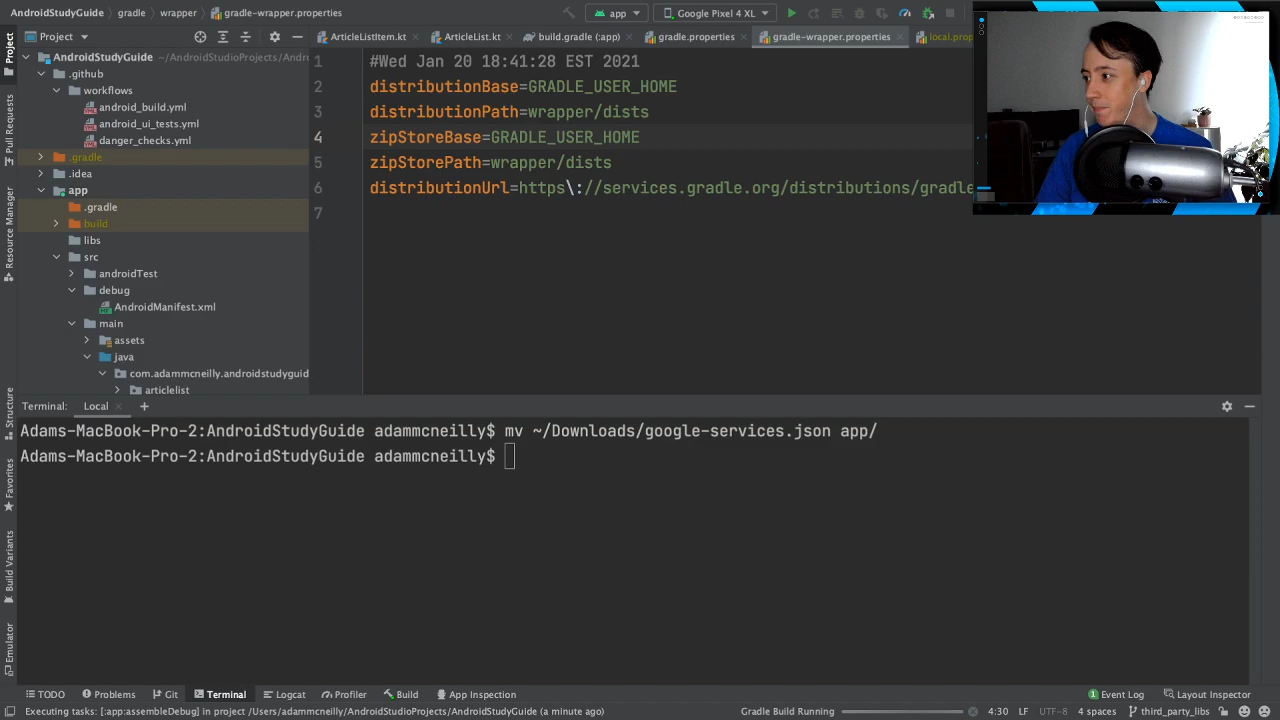 AndroidStudyGuide gradle wrapper gradle-wrapper.properties
app
Google Pixel 4 XL
Project
ArticleListItem.kt
ArticleList.kt
build.gradle (:app)
gradle.properties
gradle-wrapper.properties
local.prop
Project
Pull Requests
Resource Manager
Structure
Favorites
Build Variants
Emulator
AndroidStudyGuide ~/AndroidStudioProjects/Andro
.github
workflows
android_build.yml
android_ui_tests.yml
danger_checks.yml
.gradle
.idea
app
.gradle
build
libs
src
androidTest
debug
AndroidManifest.xml
main
assets
java
com.adammcneilly.androidstudyguid
articlelist
1 #Wed Jan 20 18:41:28 EST 2021
2 distributionBase=GRADLE_USER_HOME
3 distributionPath=wrapper/dists
4 zipStoreBase=GRADLE_USER_HOME
5 zipStorePath=wrapper/dists
6 distributionUrl=https\://services.gradle.org/distributions/gradle
7
Terminal: Local
Adams-MacBook-Pro-2:AndroidStudyGuide adammcneilly$ mv ~/Downloads/google-services.json app/
Adams-MacBook-Pro-2:AndroidStudyGuide adammcneilly$
TODO Problems Git Terminal Logcat Profiler Build App Inspection 1 Event Log Layout Inspector
Executing tasks: [:app:assembleDebug] in project /Users/adammcneilly/AndroidStudioProjects/AndroidStudyGuide (a minute ago) Gradle Build Running 4:30 LF UTF-8 4 spaces third_party_libs